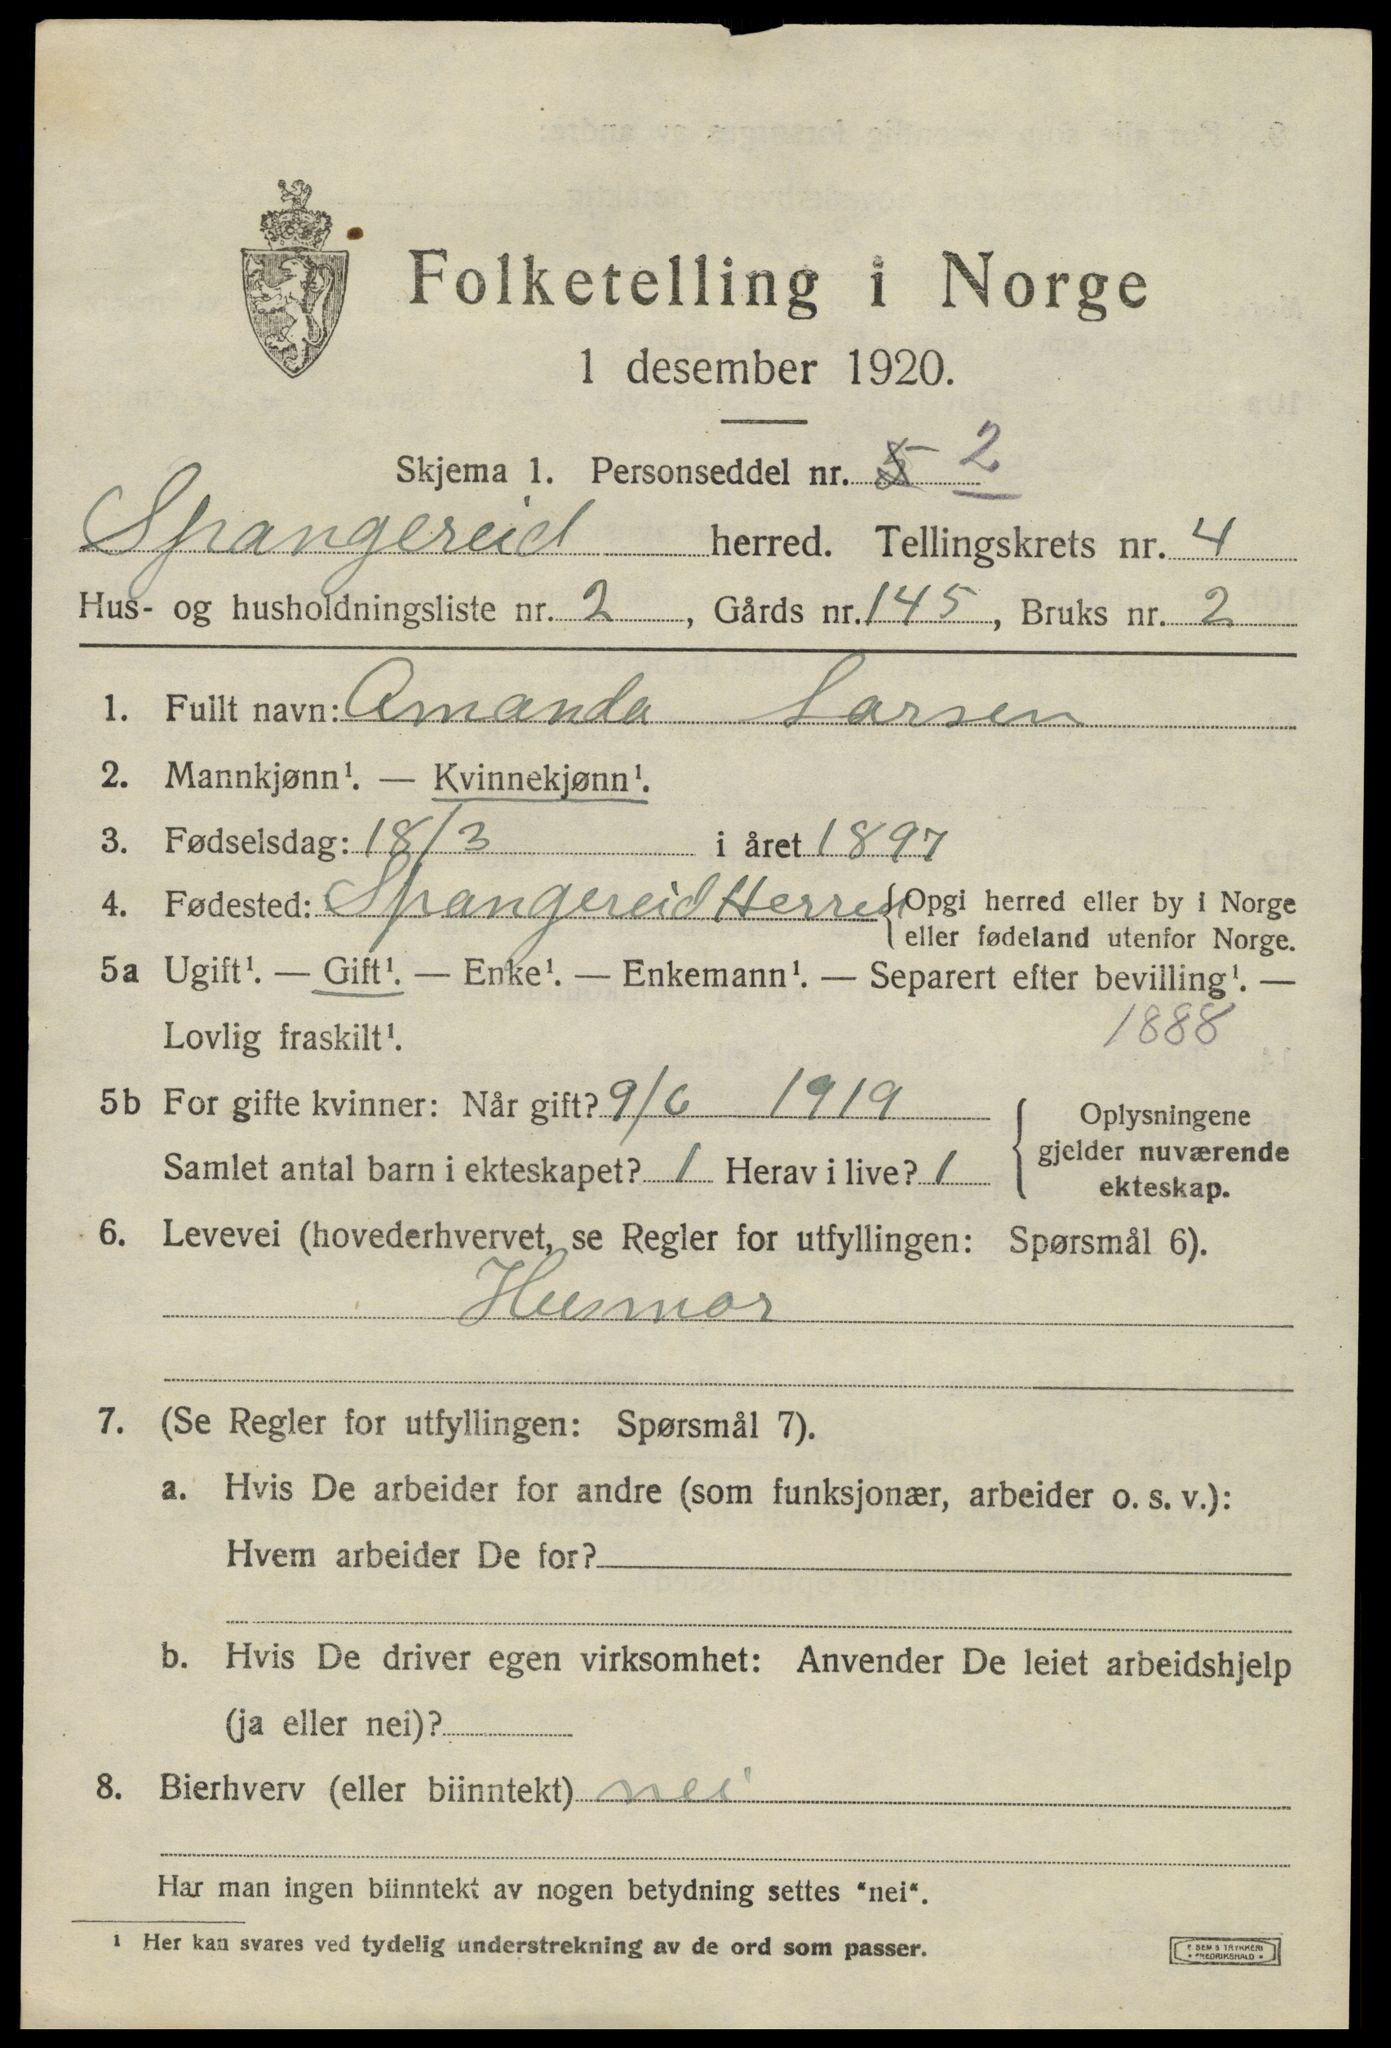 Folketelling i Norge
1 desember 1920.
Skjema 1. Personseddel nr. 5 2
Spangereid herred. Tellingskrets nr. 4
Hus- og husholdningsliste nr. 2, Gårds nr. 145, Bruks nr. 2
1. Fullt navn: Amanda Larsen
2. Mannkjønn¹. — Kvinnekjønn¹.
3. Fødselsdag: 18/3 i året 1897
4. Fødested: Spangereid Herred { Opgi herred eller by i Norge
eller fødeland utenfor Norge.
5a Ugift¹. — Gift¹. — Enke¹. — Enkemann¹. — Separert efter bevilling¹. —
Lovlig fraskilt¹.
1888
5b For gifte kvinner: Når gift? 9/6 1919
Samlet antal barn i ekteskapet? 1 Herav i live? 1
{ Oplysningene
gjelder nuværende
ekteskap.
6. Levevei (hovederhvervet, se Regler for utfyllingen: Spørsmål 6).
Husmor
7. (Se Regler for utfyllingen: Spørsmål 7).
a. Hvis De arbeider for andre (som funksjonær, arbeider o. s. v.):
Hvem arbeider De for?
b. Hvis De driver egen virksomhet: Anvender De leiet arbeidshjelp
(ja eller nei)?
8. Bierhverv (eller biinntekt) nei
Har man ingen biinntekt av nogen betydning settes "nei".
¹ Her kan svares ved tydelig understrekning av de ord som passer.
SEMS TRYKKERI
FREDRIKSHALD